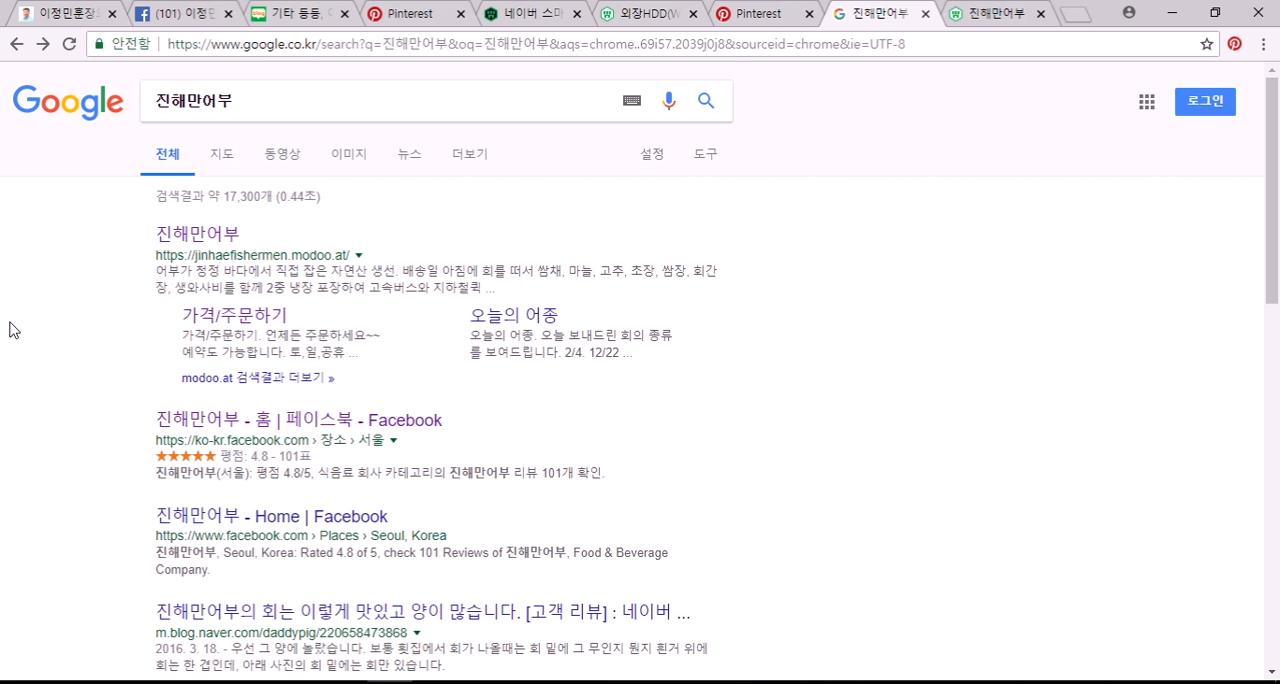 이정민훈장
(101) 이정민
기타 등등,
Pinterest
네이버 스마
외장HDD(W
Pinterest
진해만어부
진해만어부
안전함 https://www.google.co.kr/search?q=진해만어부&oq=진해만어부&aqs=chrome..69i57.2039j0j8&sourceid=chrome&ie=UTF-8
Google
진해만어부
로그인
전체 지도 동영상 이미지 뉴스 더보기 설정 도구
검색결과 약 17,300개 (0.44초)
진해만어부
https://jinhaefishermen.modoo.at/
어부가 청정 바다에서 직접 잡은 자연산 생선. 배송일 아침에 회를 떠서 쌈채, 마늘, 고추, 초장, 쌈장, 회간
장, 생와사비를 함께 2중 냉장 포장하여 고속버스와 지하철퀵 ...
가격/주문하기
가격/주문하기. 언제든 주문하세요~~
예약도 가능합니다. 토,일,공휴 ...
오늘의 어종
오늘의 어종. 오늘 보내드린 회의 종류
를 보여드립니다. 2/4. 12/22 ...
modoo.at 검색결과 더보기 »
진해만어부 - 홈 | 페이스북 - Facebook
https://ko-kr.facebook.com › 장소 › 서울
★★★★★ 평점: 4.8 - 101표
진해만어부(서울): 평점 4.8/5, 식음료 회사 카테고리의 진해만어부 리뷰 101개 확인.
진해만어부 - Home | Facebook
https://www.facebook.com › Places › Seoul, Korea
진해만어부, Seoul, Korea: Rated 4.8 of 5, check 101 Reviews of 진해만어부, Food & Beverage
Company.
진해만어부의 회는 이렇게 맛있고 양이 많습니다. [고객 리뷰] : 네이버 ...
m.blog.naver.com/daddypig/220658473868
2016. 3. 18. - 우선 그 양에 놀랐습니다. 보통 횟집에서 회가 나올때는 회 밑에 그 무인지 뭔지 흰거 위에
회는 한 겹인데, 아래 사진의 회 밑에는 회만 있습니다.